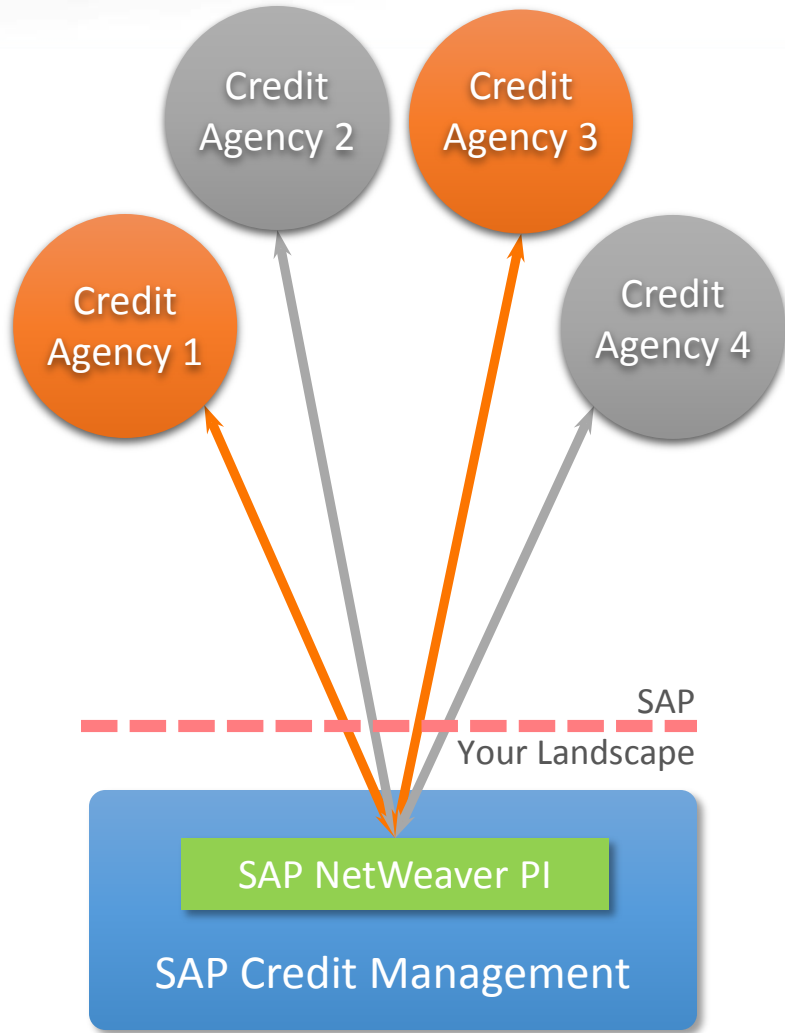 Credit
Agency 2
Credit
Agency 3
Credit
Agency 1
Credit
Agency 4
SAP
Your Landscape
SAP NetWeaver PI
SAP Credit Management